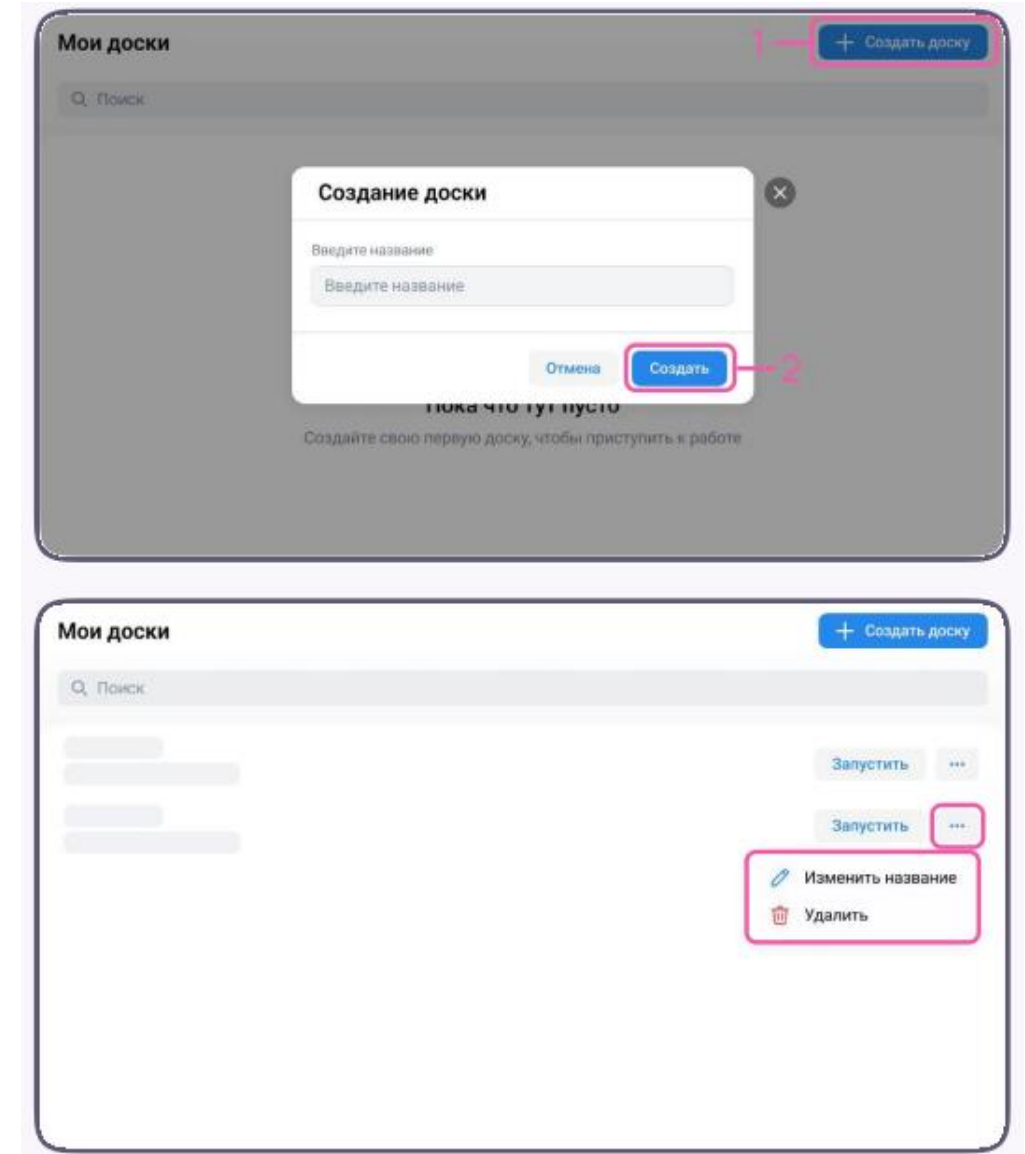 Мои доски
1
+ Создать доску
Поиск
Создание доски
Введите название
Введите название
Отмена
Создать
2
Пока что тут пусто
Создайте свою первую доску, чтобы приступить к работе
Мои доски
+ Создать доску
Поиск
Запустить ...
Запустить ...
Изменить название
Удалить